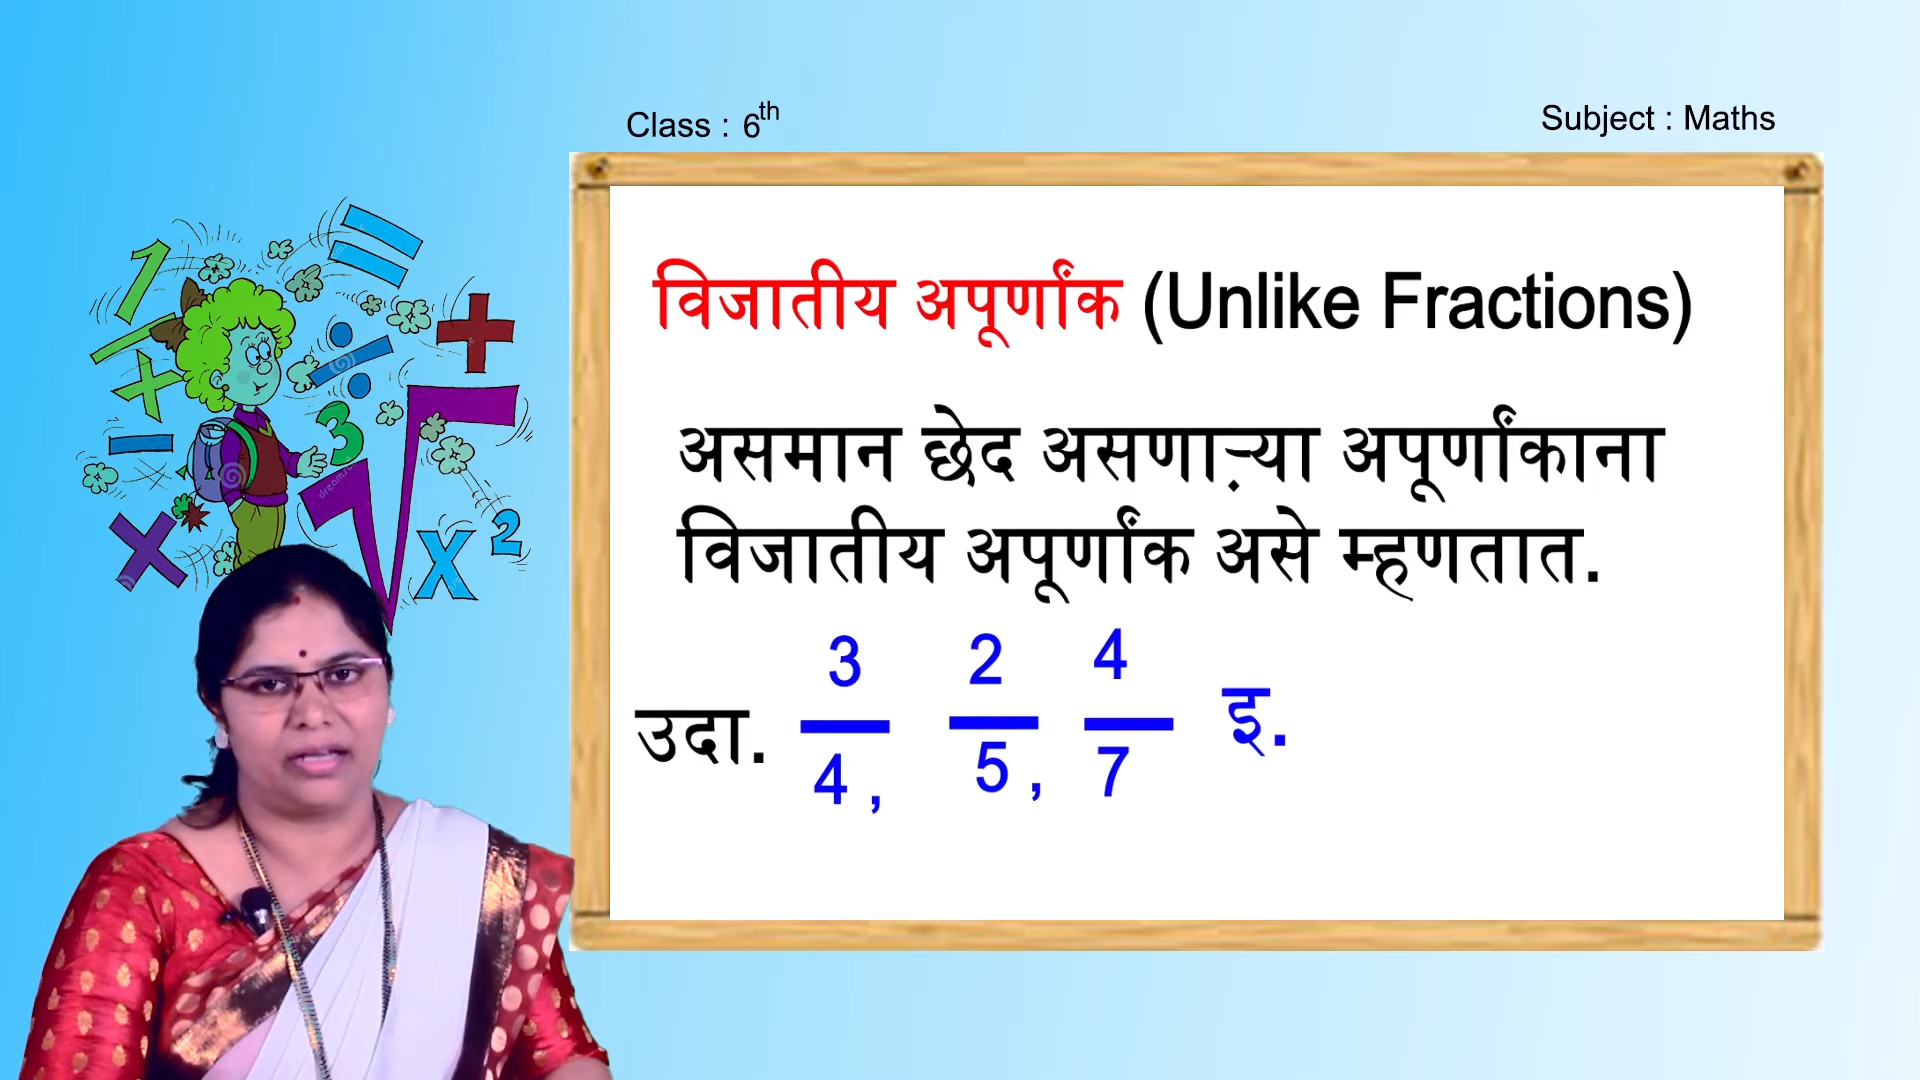 Class : 6th
Subject : Maths
विजातीय अपूर्णांक (Unlike Fractions)
असमान छेद असणाऱ्या अपूर्णांकाना
विजातीय अपूर्णांक असे म्हणतात.
उदा. 3/4 , 2/5 , 4/7 इ.